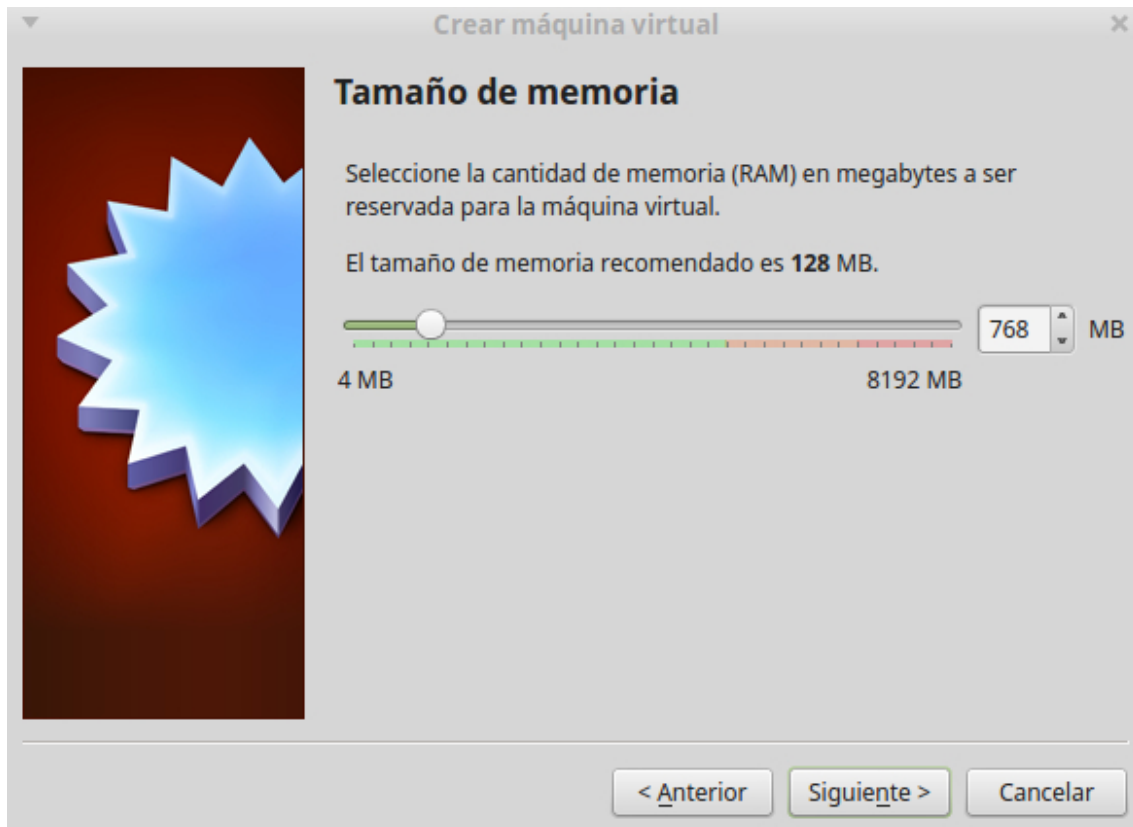 Crear máquina virtual
Tamaño de memoria
Seleccione la cantidad de memoria (RAM) en megabytes a ser
reservada para la máquina virtual.
El tamaño de memoria recomendado es 128 MB.
768 MB
4 MB 8192 MB
< Anterior Siguiente > Cancelar